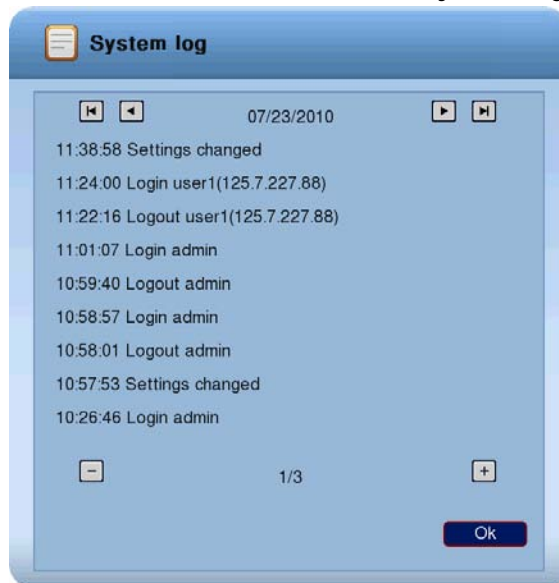 System log
07/23/2010
11:38:58 Settings changed
11:24:00 Login user1(125.7.227.88)
11:22:16 Logout user1(125.7.227.88)
11:01:07 Login admin
10:59:40 Logout admin
10:58:57 Login admin
10:58:01 Logout admin
10:57:53 Settings changed
10:26:46 Login admin
− 1/3 +
Ok